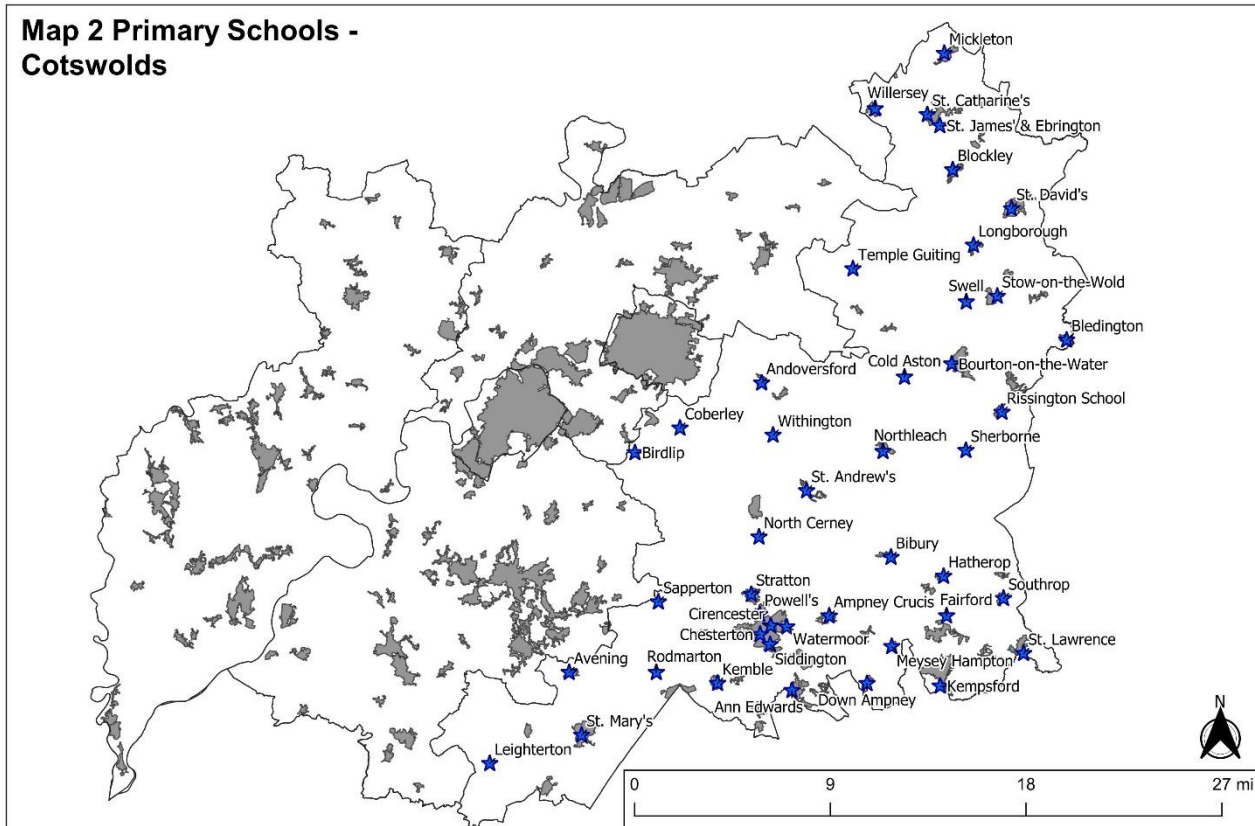 Map 2 Primary Schools -
Cotswolds
Mickleton
Willersey
St. Catharine's
St. James' & Ebrington
Blockley
St. David's
Longborough
Temple Guiting
Swell
Stow-on-the-Wold
Bledington
Cold Aston
Bourton-on-the-Water
Andoversford
Rissington School
Coberley
Withington
Northleach
Sherborne
Birdlip
St. Andrew's
North Cerney
Bibury
Hatherop
Southrop
Sapperton
Stratton
Powell's
Cirencester
Ampney Crucis
Fairford
Chesterton
Watermoor
Siddington
St. Lawrence
Meysey Hampton
Avening
Rodmarton
Kemble
Kempsford
Ann Edwards
Down Ampney
St. Mary's
Leighterton
N
0 9 18 27 mi